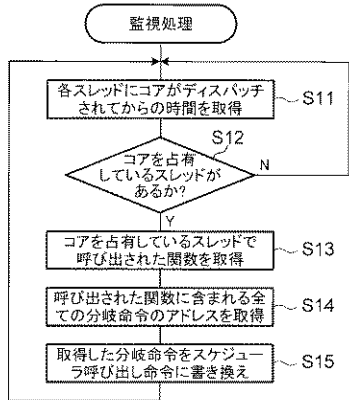 監視処理
各スレッドにコアがディスパッチ
されてからの時間を取得
S11
S12
コアを占有
しているスレッドが
あるか?
N
Y
コアを占有しているスレッドで
呼び出された関数を取得
S13
呼び出された関数に含まれる全
ての分岐命令のアドレスを取得
S14
取得した分岐命令をスケジュー
ラ呼び出し命令に書き換え
S15